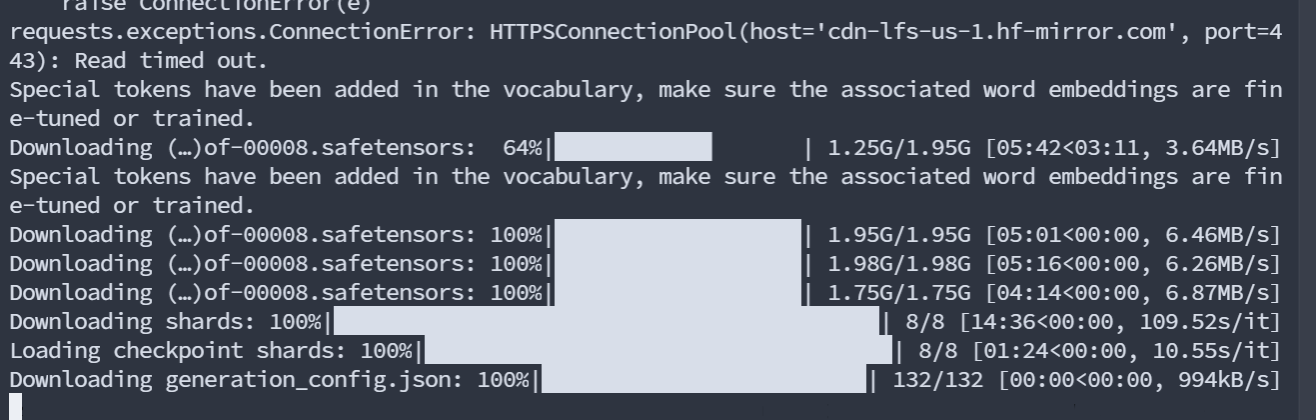 raise ConnectionError(e)
requests.exceptions.ConnectionError: HTTPSConnectionPool(host='cdn-lfs-us-1.hf-mirror.com', port=4
43): Read timed out.
Special tokens have been added in the vocabulary, make sure the associated word embeddings are fin
e-tuned or trained.
Downloading (…)of-00008.safetensors:  64%| | 1.25G/1.95G [05:42<03:11, 3.64MB/s]
Special tokens have been added in the vocabulary, make sure the associated word embeddings are fin
e-tuned or trained.
Downloading (…)of-00008.safetensors: 100%| | 1.95G/1.95G [05:01<00:00, 6.46MB/s]
Downloading (…)of-00008.safetensors: 100%| | 1.98G/1.98G [05:16<00:00, 6.26MB/s]
Downloading (…)of-00008.safetensors: 100%| | 1.75G/1.75G [04:14<00:00, 6.87MB/s]
Downloading shards: 100%| | 8/8 [14:36<00:00, 109.52s/it]
Loading checkpoint shards: 100%| | 8/8 [01:24<00:00, 10.55s/it]
Downloading generation_config.json: 100%| | 132/132 [00:00<00:00, 994kB/s]